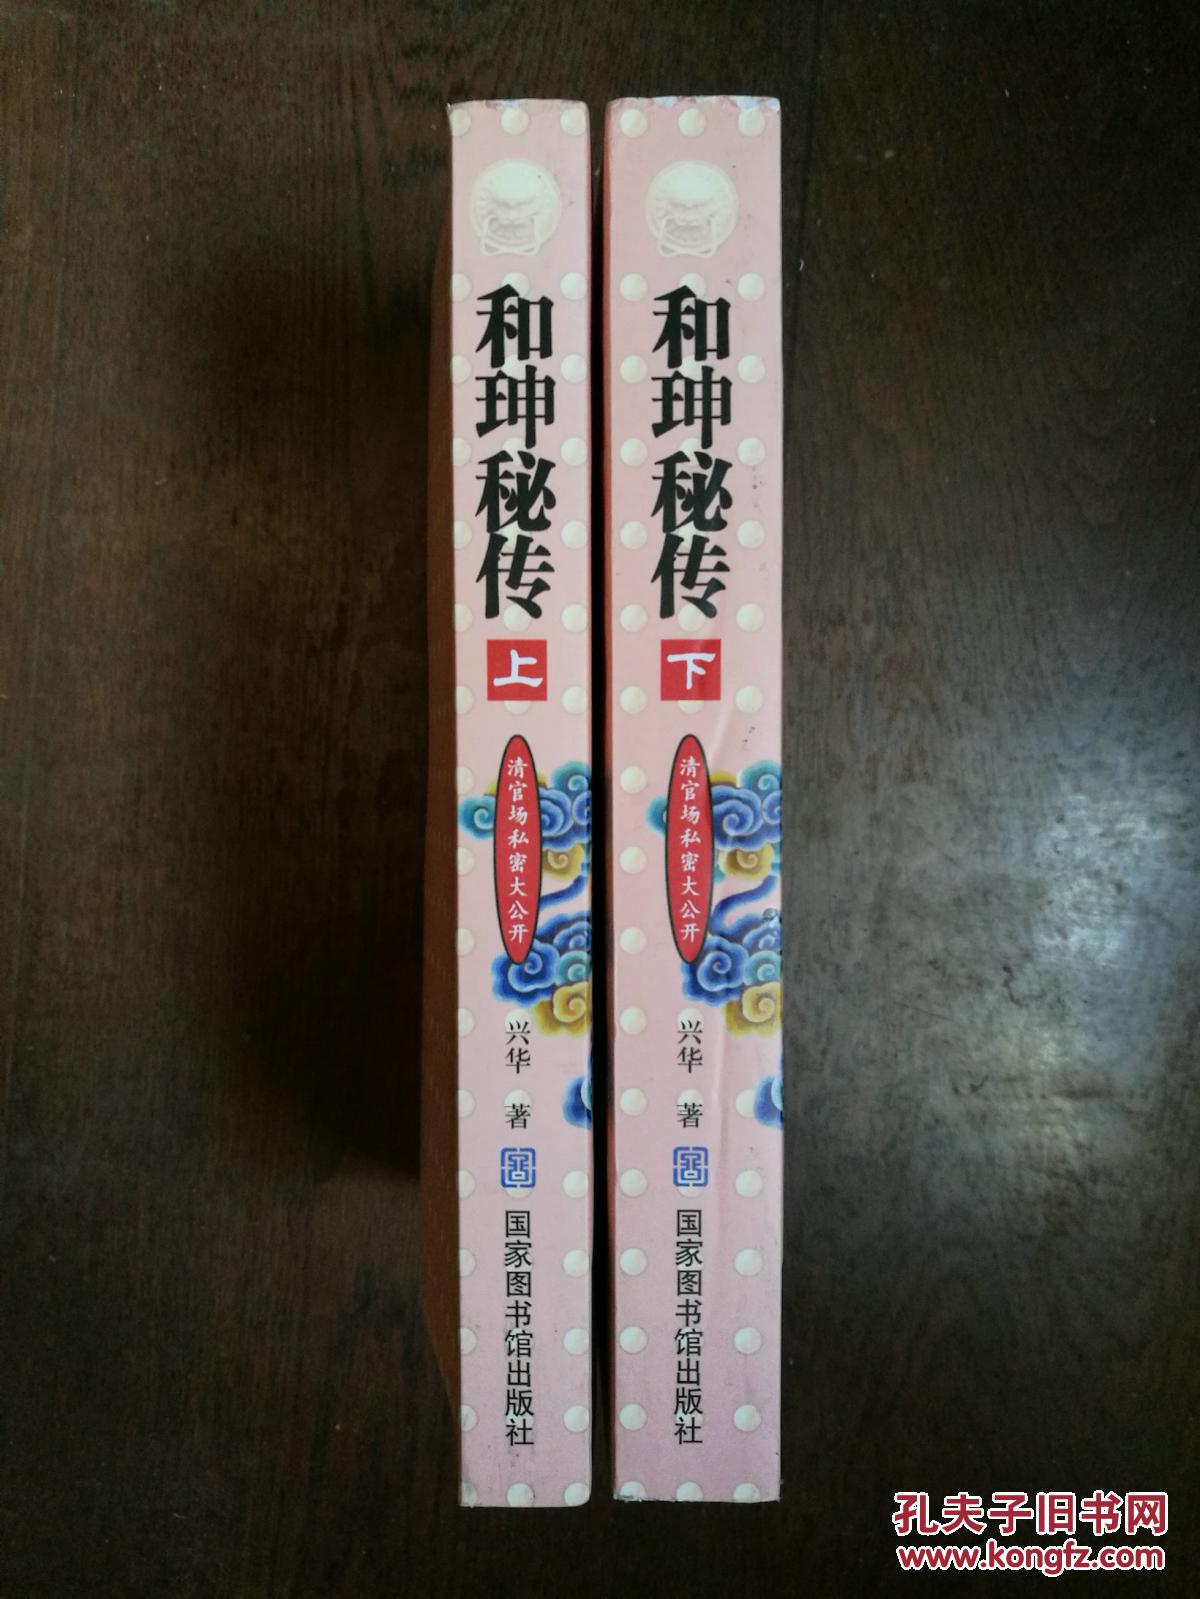 和珅秘传
上
清官场私密大公开
兴华 著
国家图书馆出版社
和珅秘传
下
清官场私密大公开
兴华 著
国家图书馆出版社
孔夫子旧书网
www.kongfz.com